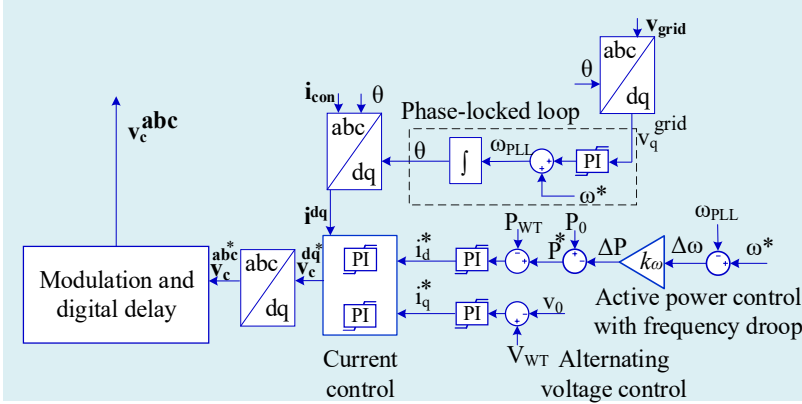 v_grid
abc
dq
θ
v_q^grid
i_con
θ
abc
dq
Phase-locked loop
θ
∫
ω_PLL
+
+
PI
ω*
v_c^abc
i^dq
P_WT
P_0
ω_PLL
Modulation and
digital delay
v_c^abc*
abc
dq
v_c^dq*
PI
PI
i_d*
PI
P*
ΔP
kω
Δω
ω*
i_q*
PI
v_0
V_WT
Active power control
with frequency droop
Current
control
Alternating
voltage control